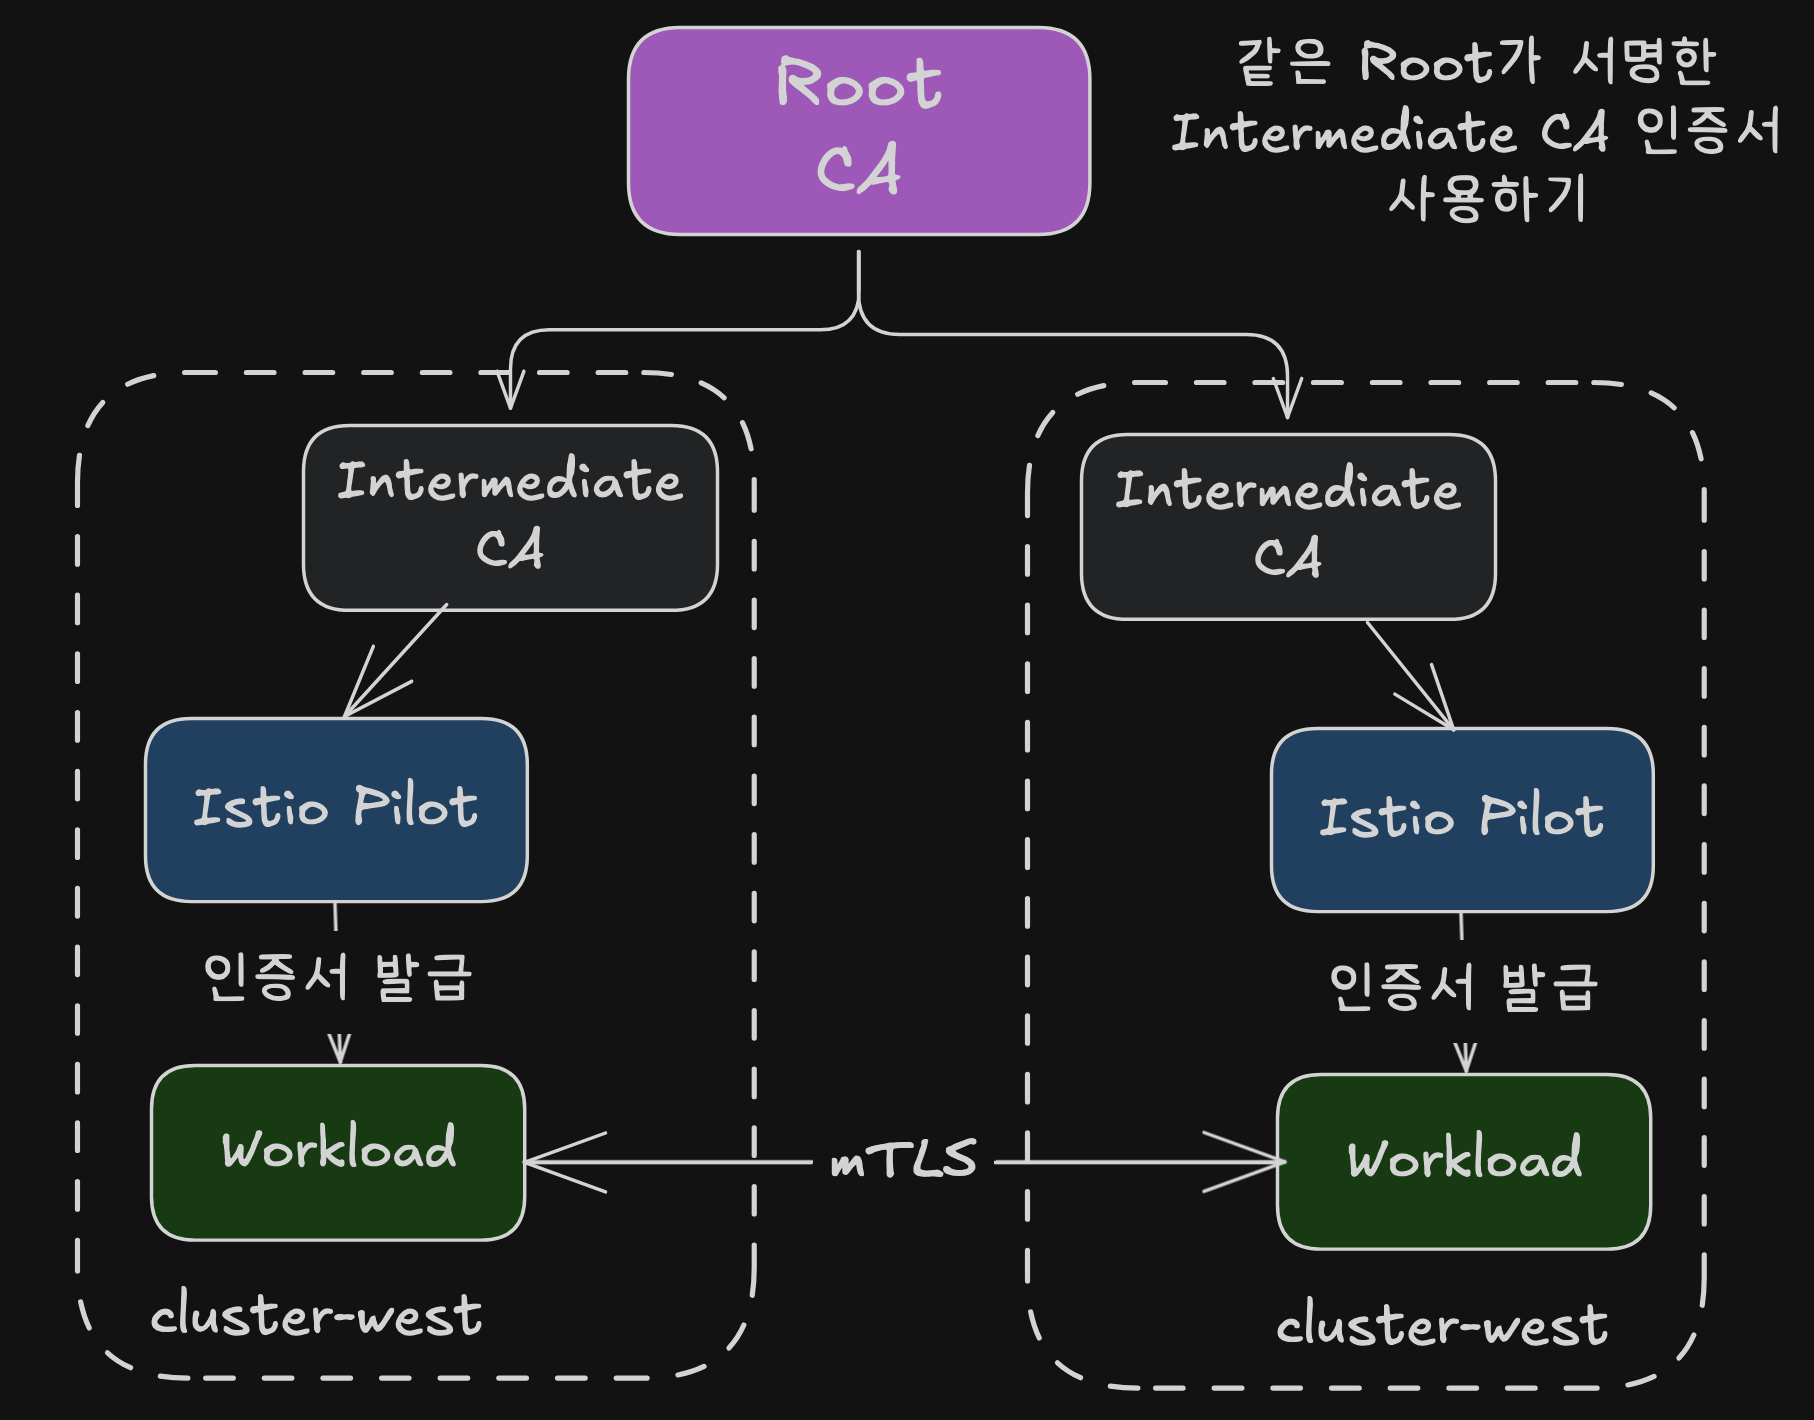 Root
CA
같은 Root가 서명한
Intermediate CA 인증서
사용하기
Intermediate
CA
Intermediate
CA
Istio Pilot
Istio Pilot
인증서 발급
인증서 발급
Workload
mTLS
Workload
cluster-west
cluster-west